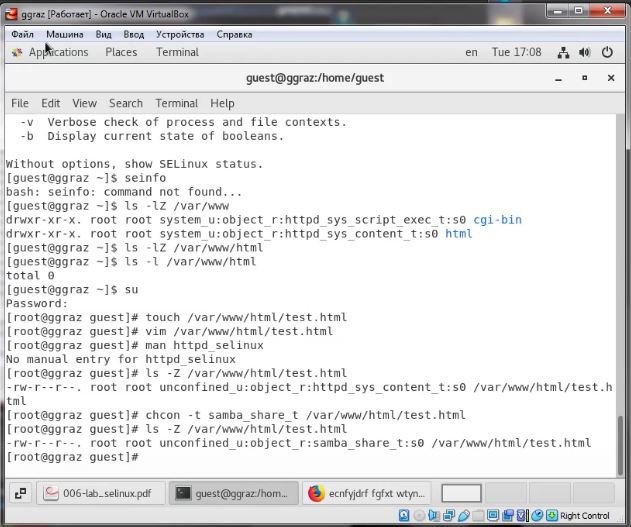 ggraz [Работает] - Oracle VM VirtualBox
Файл Машина Вид Ввод Устройства Справка
Applications Places Terminal en Tue 17:08
guest@ggraz:/home/guest
File Edit View Search Terminal Help
-v Verbose check of process and file contexts.
-b Display current state of booleans.
Without options, show SELinux status.
[guest@ggraz ~]$ seinfo
bash: seinfo: command not found...
[guest@ggraz ~]$ ls -lZ /var/www
drwxr-xr-x. root root system_u:object_r:httpd_sys_script_exec_t:s0 cgi-bin
drwxr-xr-x. root root system_u:object_r:httpd_sys_content_t:s0 html
[guest@ggraz ~]$ ls -lZ /var/www/html
[guest@ggraz ~]$ ls -l /var/www/html
total 0
[guest@ggraz ~]$ su
Password:
[root@ggraz guest]# touch /var/www/html/test.html
[root@ggraz guest]# vim /var/www/html/test.html
[root@ggraz guest]# man httpd_selinux
No manual entry for httpd_selinux
[root@ggraz guest]# ls -Z /var/www/html/test.html
-rw-r--r--. root root unconfined_u:object_r:httpd_sys_content_t:s0 /var/www/html/test.h
tml
[root@ggraz guest]# chcon -t samba_share_t /var/www/html/test.html
[root@ggraz guest]# ls -Z /var/www/html/test.html
-rw-r--r--. root root unconfined_u:object_r:samba_share_t:s0 /var/www/html/test.html
[root@ggraz guest]#
006-lab_selinux.pdf guest@ggraz:/hom... ecnfyjdrf fgfxt wtyn...
Right Control